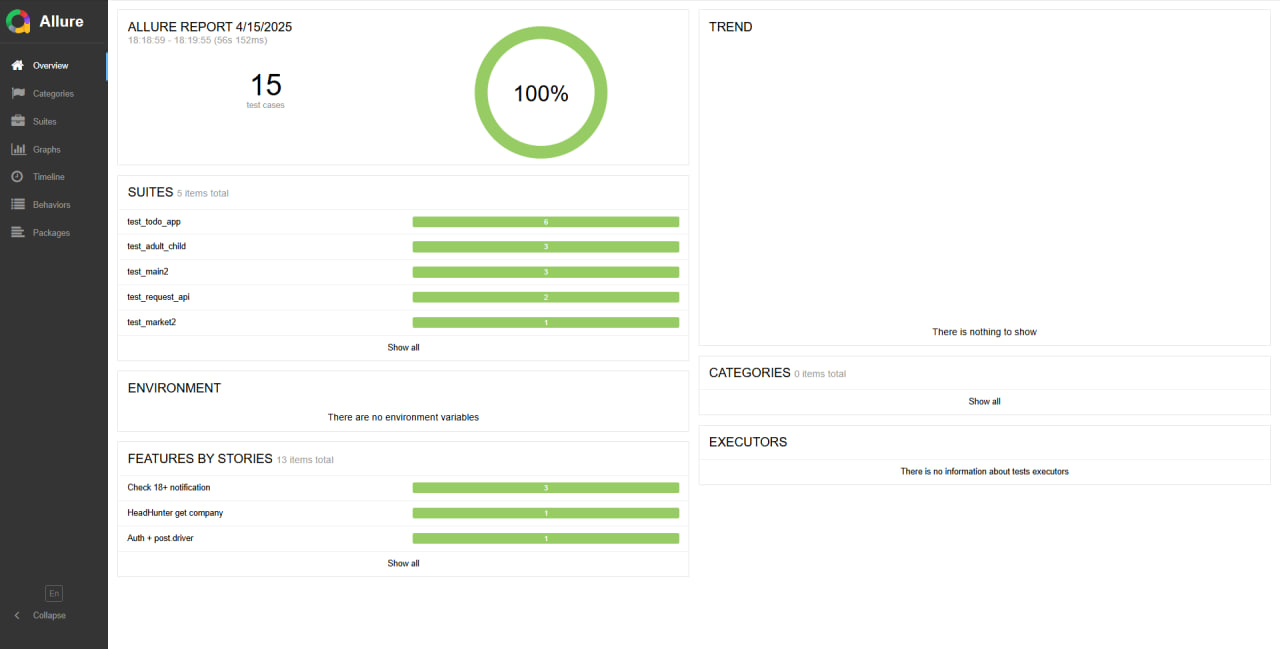 Allure
Overview
Categories
Suites
Graphs
Timeline
Behaviors
Packages
En
Collapse
ALLURE REPORT 4/15/2025
18:18:59 - 18:19:55 (56s 152ms)
15
test cases
100%
SUITES 5 items total
test_todo_app 6
test_adult_child 3
test_main2 3
test_request_api 2
test_market2 1
Show all
ENVIRONMENT
There are no environment variables
FEATURES BY STORIES 13 items total
Check 18+ notification 3
HeadHunter get company 1
Auth + post driver 1
Show all
TREND
There is nothing to show
CATEGORIES 0 items total
Show all
EXECUTORS
There is no information about tests executors